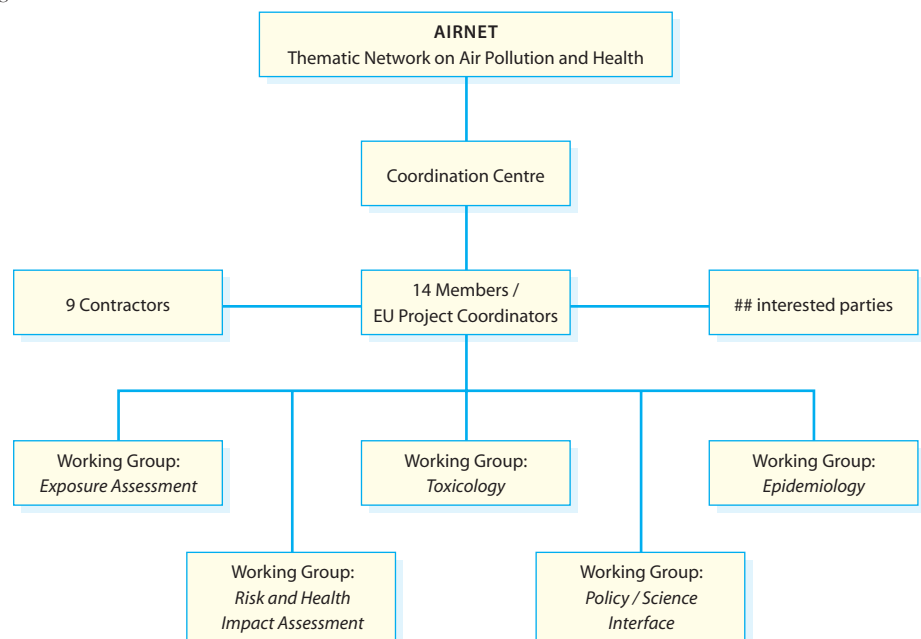 AIRNET
Thematic Network on Air Pollution and Health
Coordination Centre
9 Contractors
14 Members /
EU Project Coordinators
## interested parties
Working Group:
Exposure Assessment
Working Group:
Toxicology
Working Group:
Epidemiology
Working Group:
Risk and Health
Impact Assessment
Working Group:
Policy / Science
Interface